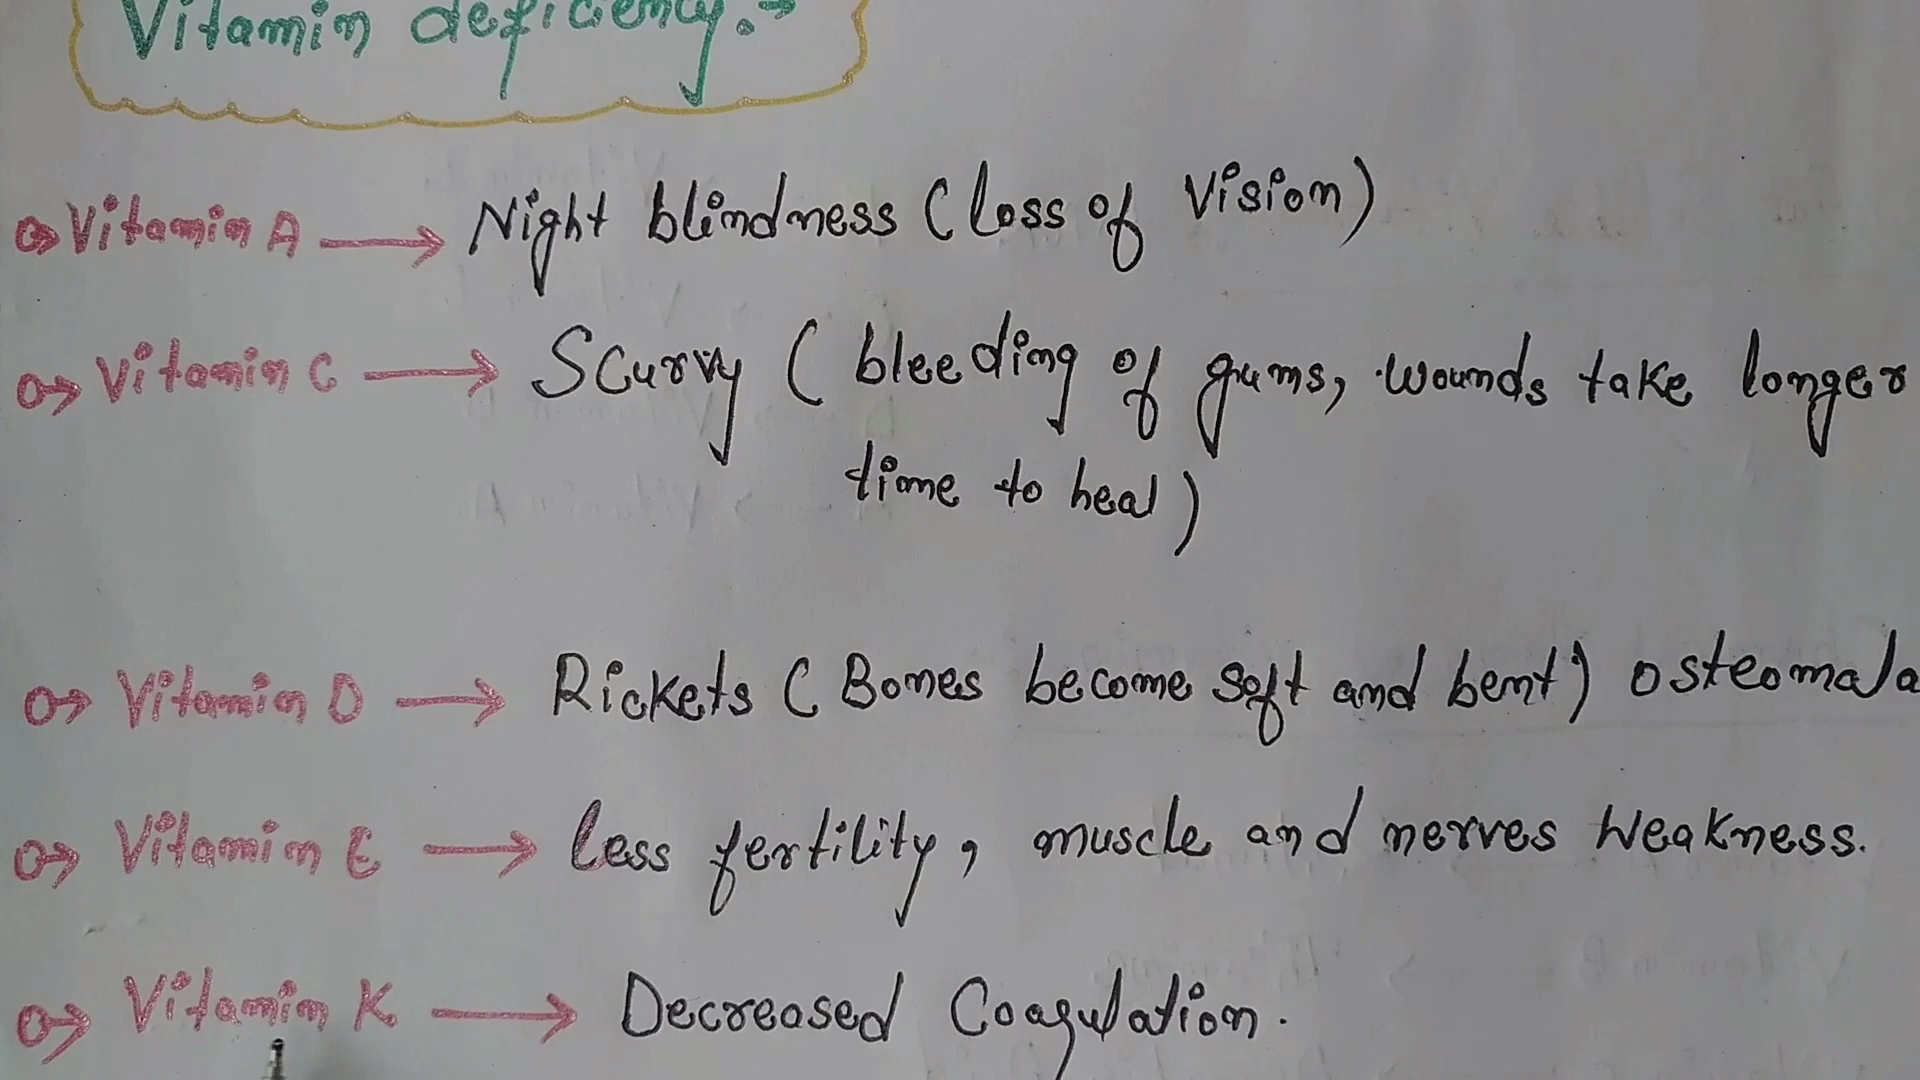 Vitamin deficiency:→
Vitamin A → Night blindness (loss of vision)
Vitamin C → Scurvy (bleeding of gums, wounds take longer
time to heal)
Vitamin D → Rickets (Bones become soft and bent) osteomala
Vitamin E → less fertility, muscle and nerves weakness.
Vitamin K → Decreased Coagulation.